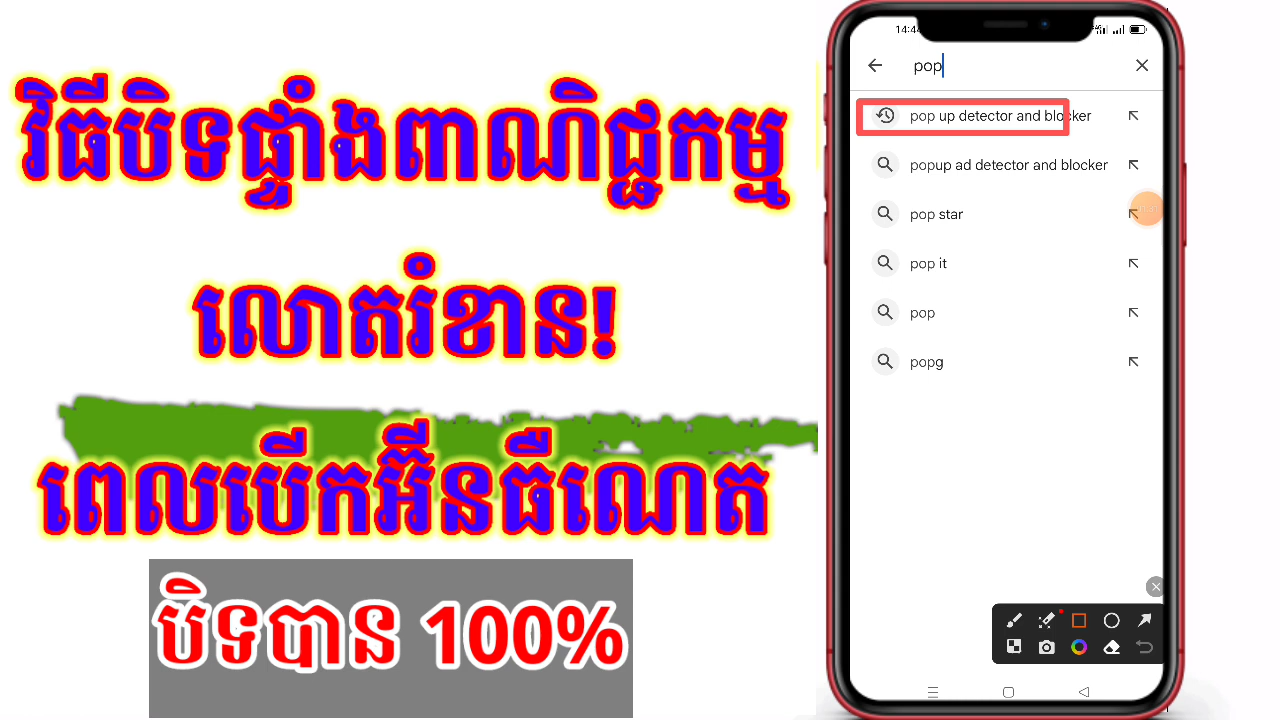 វិធីបិទផ្ទាំងពាណិជ្ជកម្ម
លោតរំខាន!
ពេលបើកអ៊ីនធឺណេត
បិទបាន 100%
pop
pop up detector and blocker
popup ad detector and blocker
pop star
pop it
pop
popg